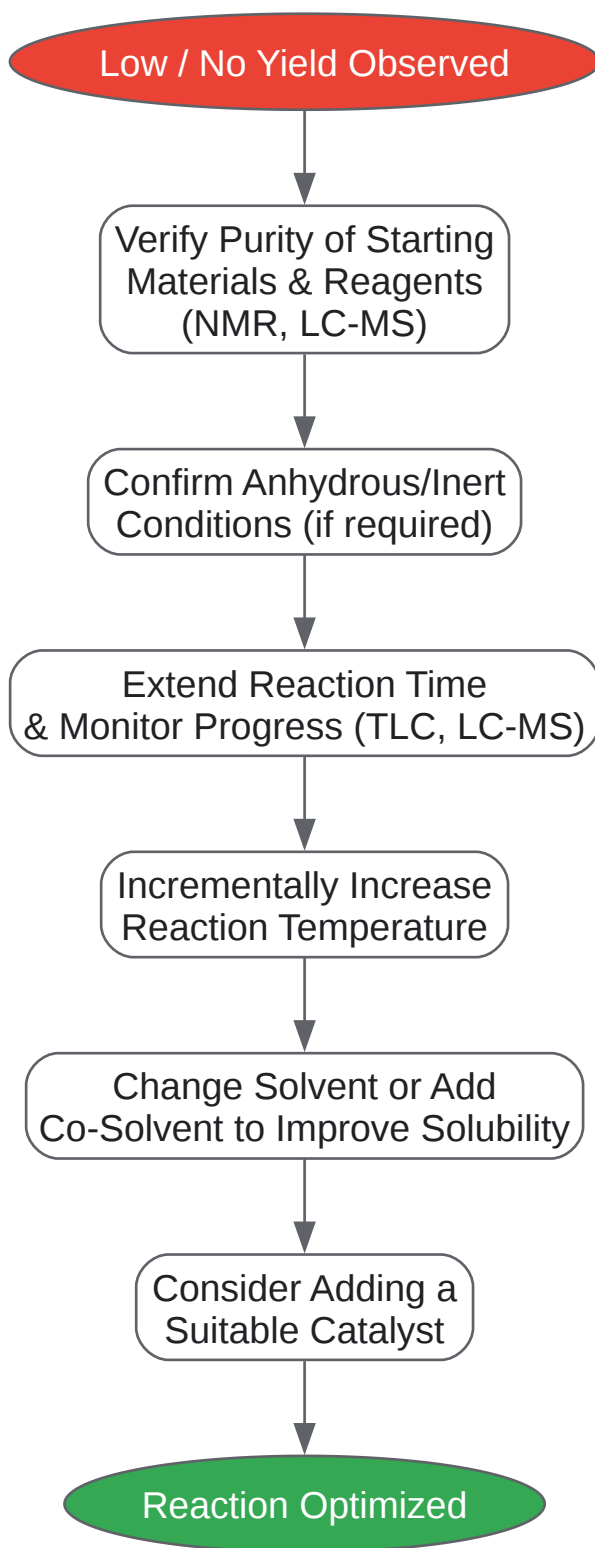 Low / No Yield Observed
Verify Purity of Starting
Materials & Reagents
(NMR, LC-MS)
Confirm Anhydrous/Inert
Conditions (if required)
Extend Reaction Time
& Monitor Progress (TLC, LC-MS)
Incrementally Increase
Reaction Temperature
Change Solvent or Add
Co-Solvent to Improve Solubility
Consider Adding a
Suitable Catalyst
Reaction Optimized